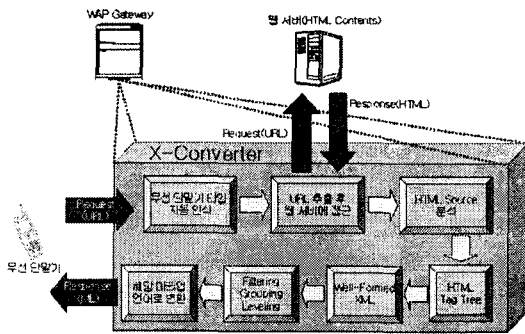 WAP Gateway
웹 서버(HTML Contents)
Response(HTML)
Request(URL)
X-Converter
Request
(URL)
무선 단말기 타입
자동 인식
URL 추출 후
웹 서버에 접근
HTML Source
분석
무선 단말기
Response
(ML)
해당 마크업
언어로 변환
Filtering
Grouping
Leveling
Well-Formed
XML
HTML
Tag Tree